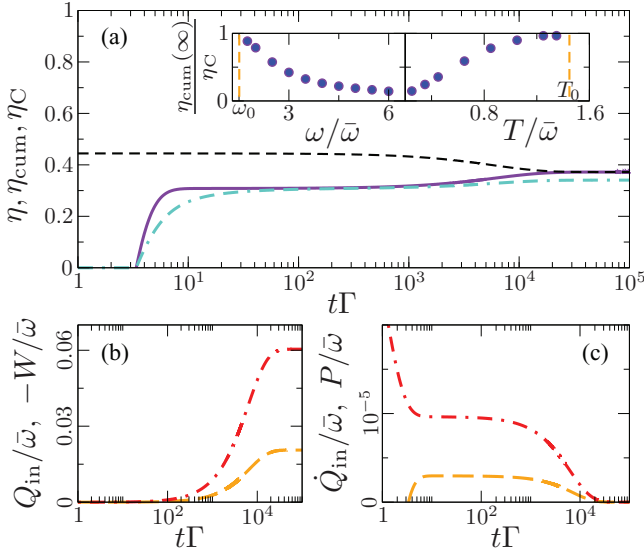 (a)
η, η_cum, η_C
1
0.8
0.6
0.4
0.2
0
1 10^1 10^2 10^3 10^4 10^5
tΓ
η_cum(∞)
η_C
1
0
ω_0 3 6
ω/ω̄
0.8 T_0 1.6
T/ω̄
(b)
Q_in/ω̄, −W/ω̄
0.06
0.03
0
1 10^2 10^4
tΓ
(c)
Q̇_in/ω̄, P/ω̄
10^-5
0
1 10^2 10^4
tΓ